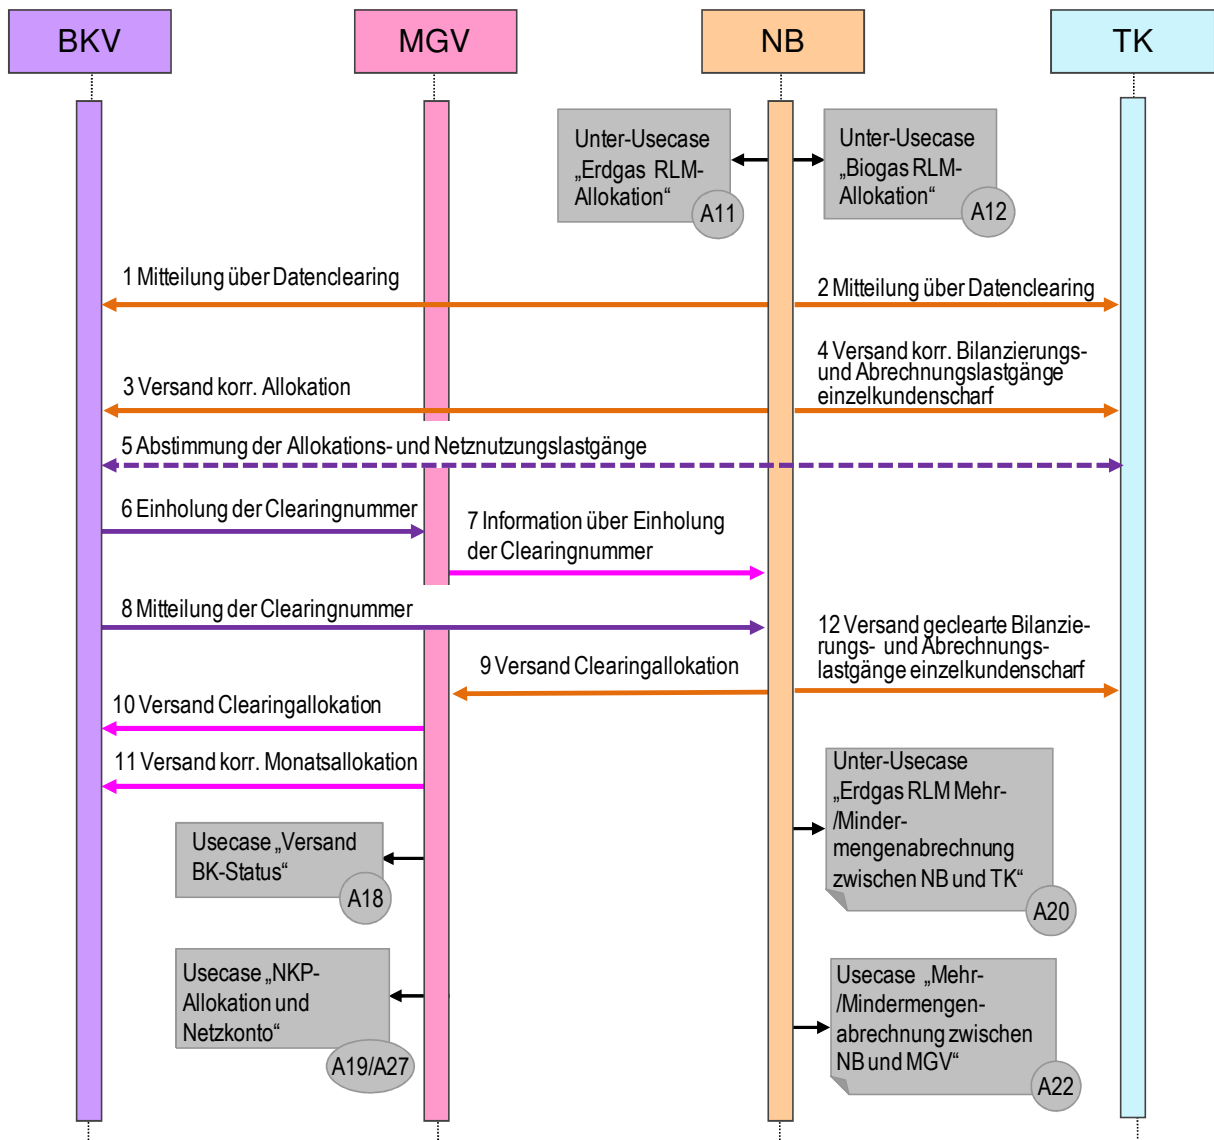 BKV
MGV
NB
TK
Unter-Usecase
„Erdgas RLM-
Allokation“
A11
Unter-Usecase
„Biogas RLM-
Allokation“
A12
1 Mitteilung über Datenclearing
2 Mitteilung über Datenclearing
3 Versand korr. Allokation
4 Versand korr. Bilanzierungs-
und Abrechnungslastgänge
einzelkundenscharf
5 Abstimmung der Allokations- und Netznutzungslastgänge
6 Einholung der Clearingnummer
7 Information über Einholung
der Clearingnummer
8 Mitteilung der Clearingnummer
12 Versand geclearte Bilanzie-
rungs- und Abrechnungs-
lastgänge einzelkundenscharf
9 Versand Clearingallokation
10 Versand Clearingallokation
11 Versand korr. Monatsallokation
Unter-Usecase
„Erdgas RLM Mehr-
/Minder-
mengenabrechnung
zwischen NB und TK“
A20
Usecase „Versand
BK-Status“
A18
Usecase „NKP-
Allokation und
Netzkonto“
A19/A27
Usecase „Mehr-
/Mindermengen-
abrechnung zwischen
NB und MGV“
A22